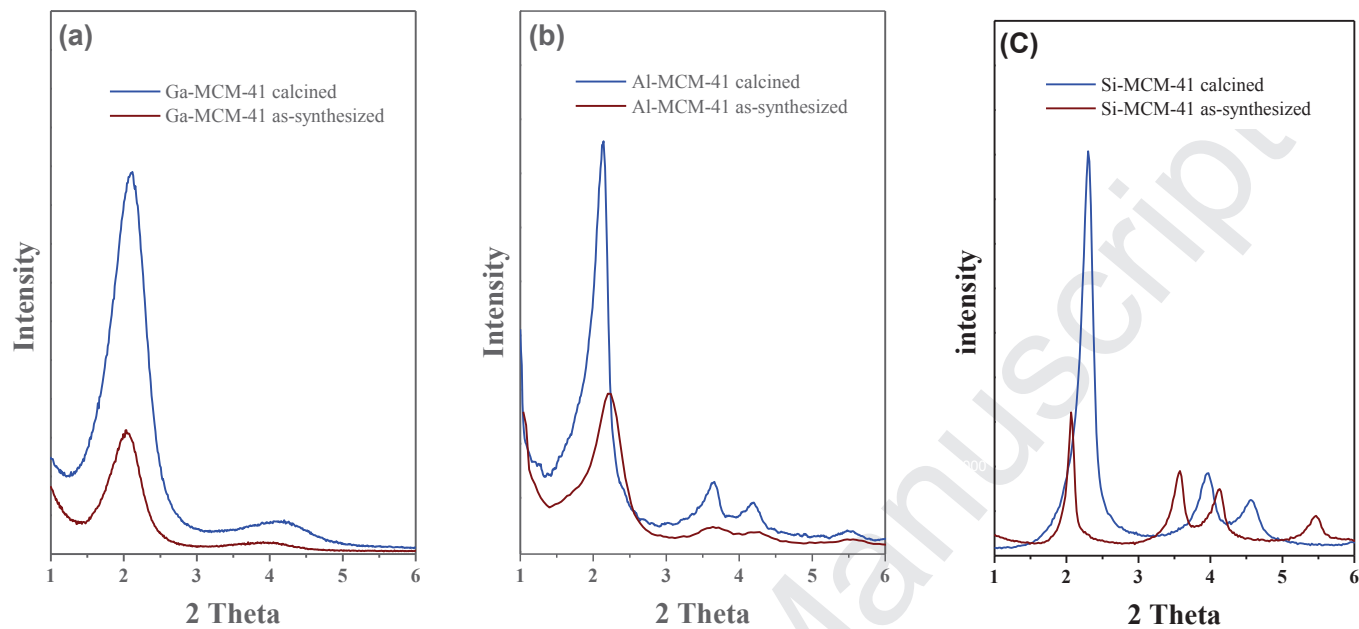 (a)
Ga-MCM-41 calcined
Ga-MCM-41 as-synthesized
Intensity
1 2 3 4 5 6
2 Theta
(b)
Al-MCM-41 calcined
Al-MCM-41 as-synthesized
Intensity
1 2 3 4 5 6
2 Theta
(C)
Si-MCM-41 calcined
Si-MCM-41 as-synthesized
intensity
1 2 3 4 5 6
2 Theta
Manuscript